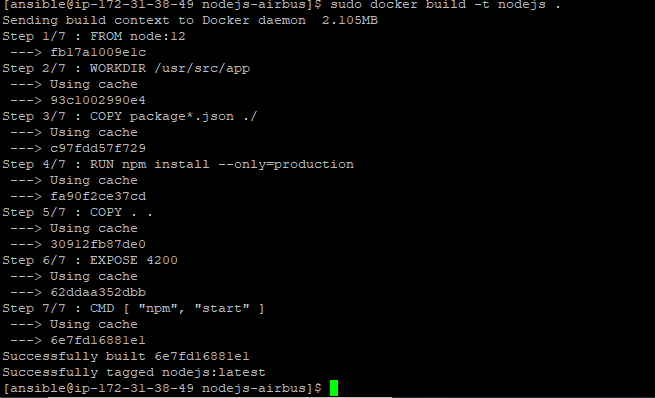 [ansible@ip-172-31-38-49 nodejs-airbus]$ sudo docker build -t nodejs .
Sending build context to Docker daemon  2.105MB
Step 1/7 : FROM node:12
 ---> fb17a1009e1c
Step 2/7 : WORKDIR /usr/src/app
 ---> Using cache
 ---> 93c1002990e4
Step 3/7 : COPY package*.json ./
 ---> Using cache
 ---> c97fdd57f729
Step 4/7 : RUN npm install --only=production
 ---> Using cache
 ---> fa90f2ce37cd
Step 5/7 : COPY . .
 ---> Using cache
 ---> 30912fb87de0
Step 6/7 : EXPOSE 4200
 ---> Using cache
 ---> 62ddaa352dbb
Step 7/7 : CMD [ "npm", "start" ]
 ---> Using cache
 ---> 6e7fd16881e1
Successfully built 6e7fd16881e1
Successfully tagged nodejs:latest
[ansible@ip-172-31-38-49 nodejs-airbus]$